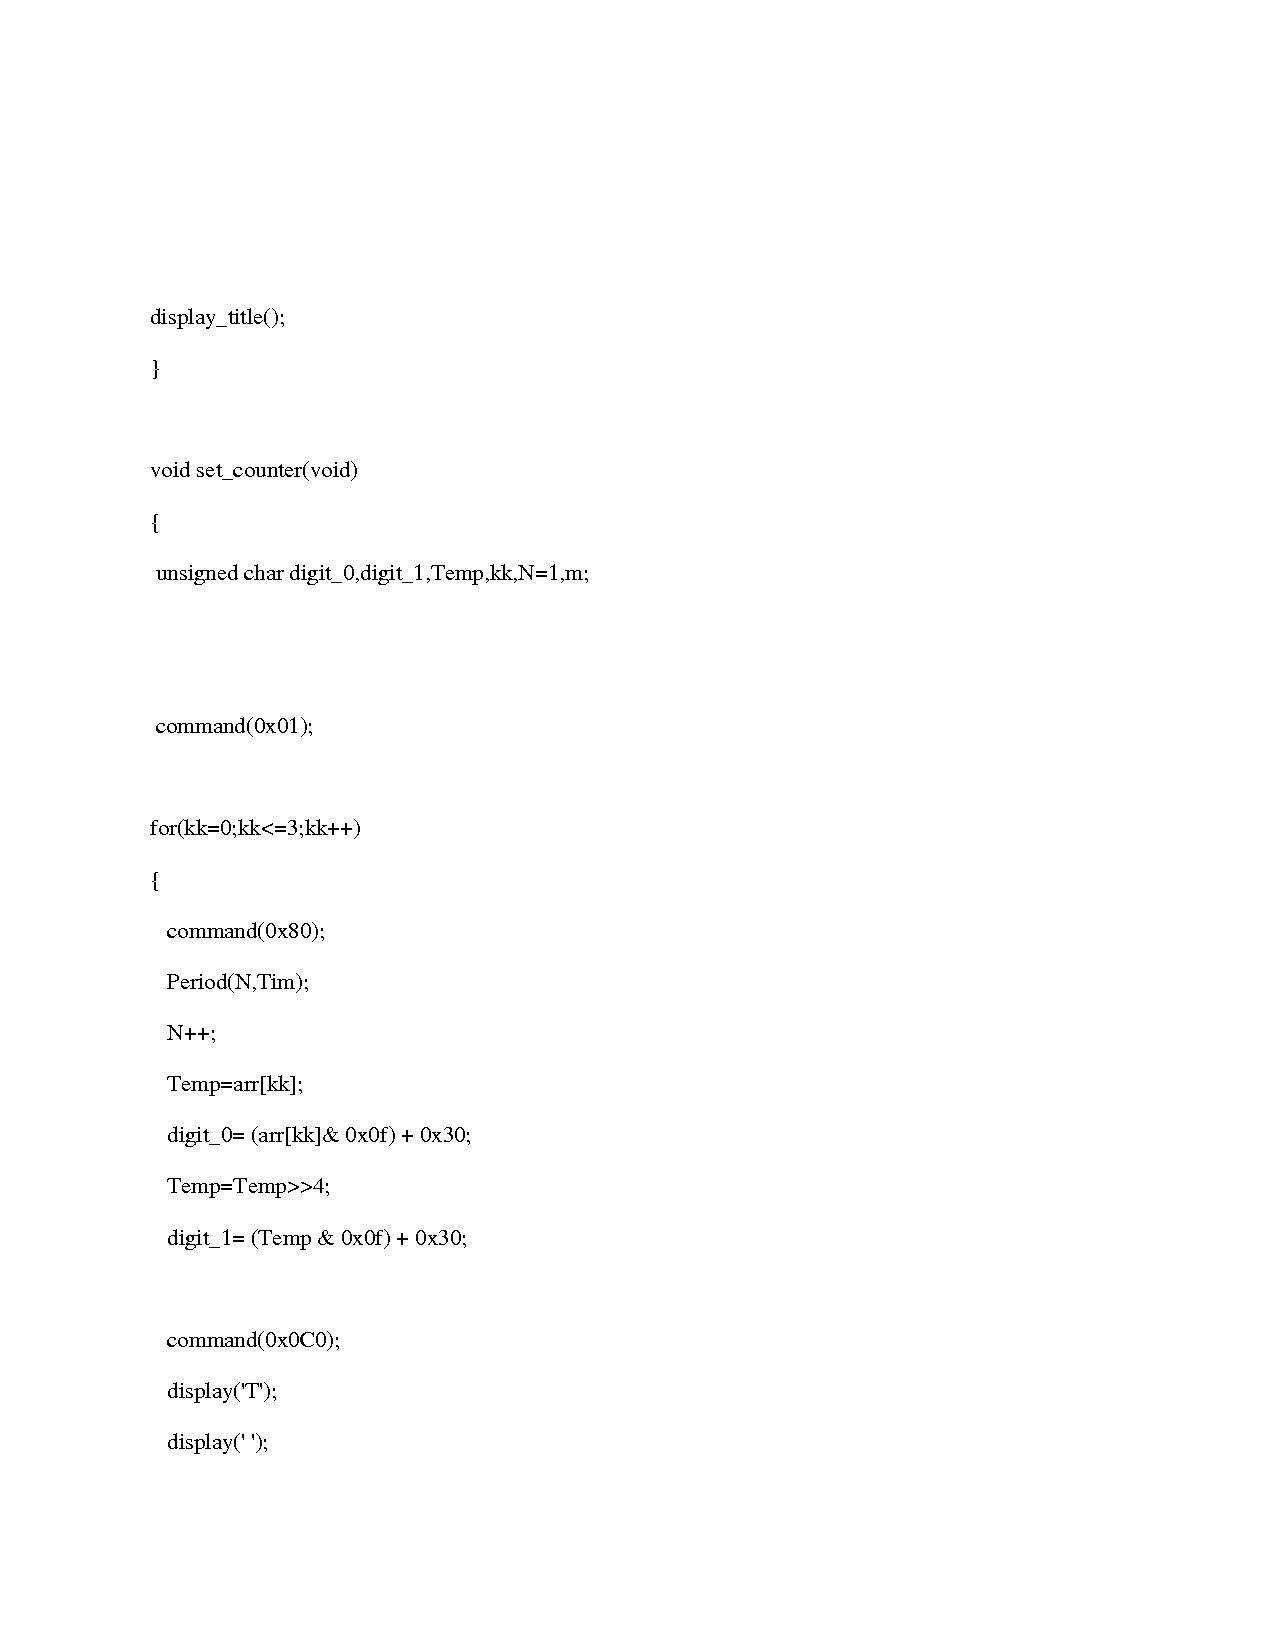 display_title();
}
void set_counter(void)
{
unsigned char digit_0,digit_1,Temp,kk,N=1,m;
command(0x01);
for(kk=0;kk<=3;kk++)
{
command(0x80);
Period(N,Tim);
N++;
Temp=arr[kk];
digit_0= (arr[kk]& 0x0f) + 0x30;
Temp=Temp>>4;
digit_1= (Temp & 0x0f) + 0x30;
command(0x0C0);
display('T');
display(' ');